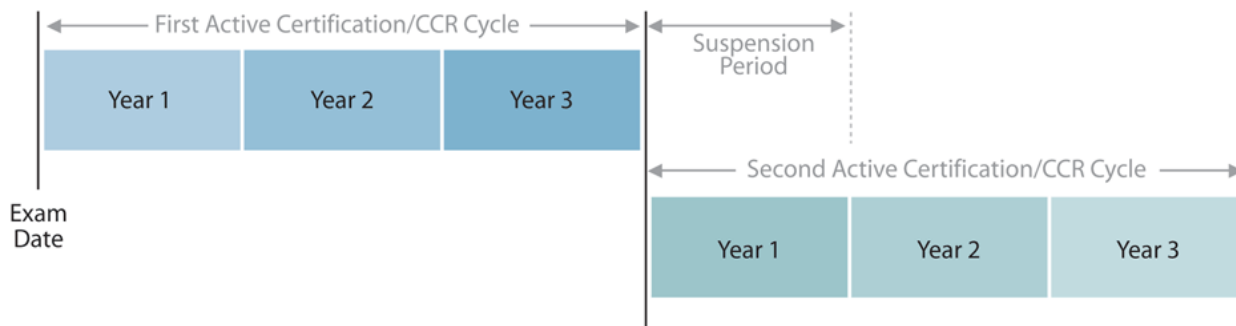 First Active Certification/CCR Cycle
Suspension
Period
Year 1
Year 2
Year 3
Exam
Date
Second Active Certification/CCR Cycle
Year 1
Year 2
Year 3